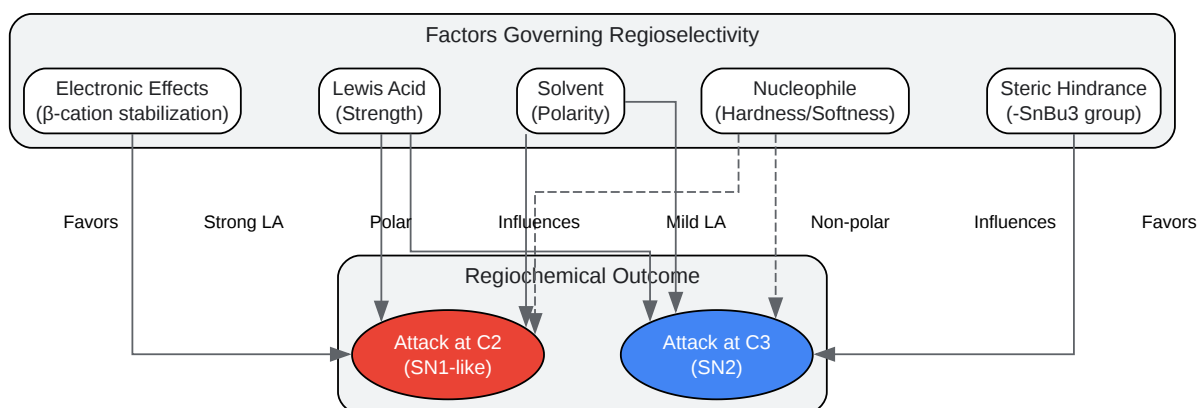 Factors Governing Regioselectivity
Electronic Effects
(β-cation stabilization)
Lewis Acid
(Strength)
Solvent
(Polarity)
Nucleophile
(Hardness/Softness)
Steric Hindrance
(-SnBu3 group)
Favors
Strong LA
Polar
Influences
Mild LA
Non-polar
Influences
Favors
Regiochemical Outcome
Attack at C2
(SN1-like)
Attack at C3
(SN2)